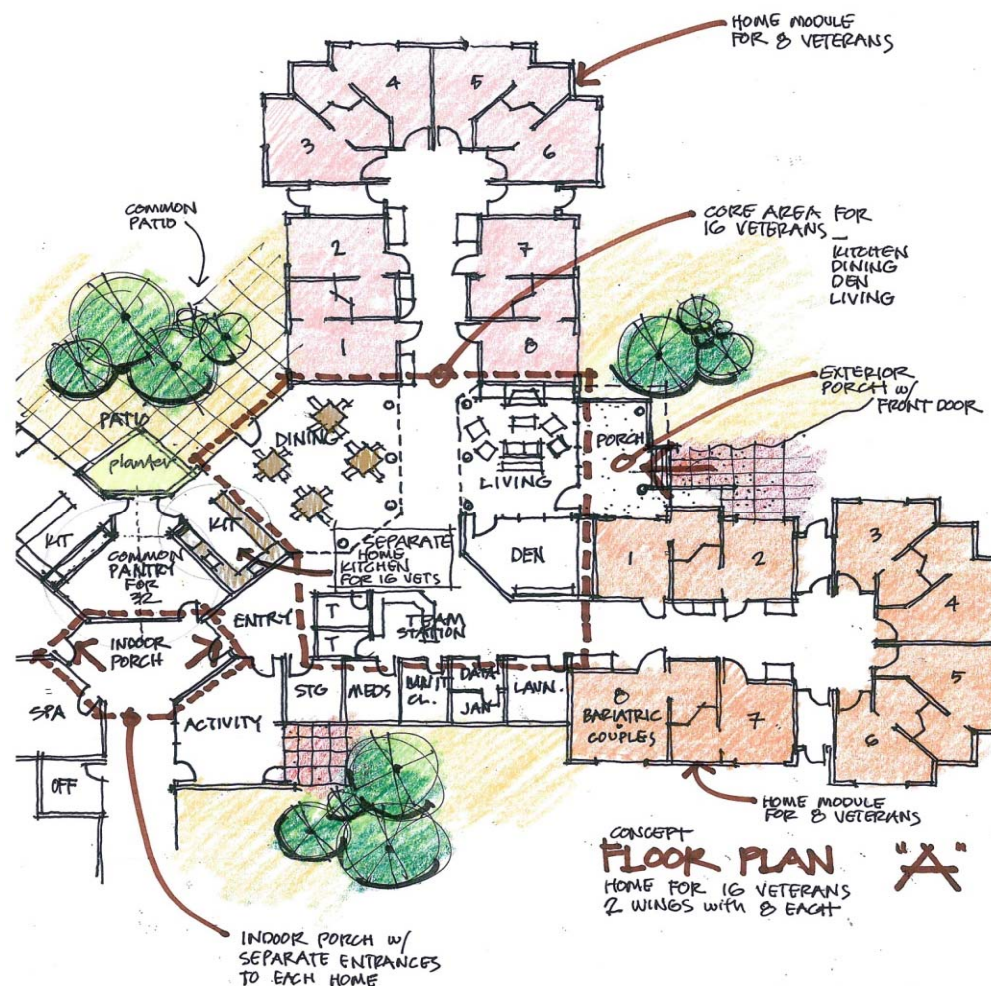 HOME MODULE
FOR 8 VETERANS
4
5
3
6
COMMON
PATIO
CORE AREA FOR
16 VETERANS –
KITCHEN
DINING
DEN
LIVING
2
7
1
8
EXTERIOR
PORCH W/
FRONT DOOR
PATIO
DINING
PORCH
planter
LIVING
KIT
KIT
SEPARATE
HOME
KITCHEN
FOR 16 VETS
DEN
1
2
3
COMMON
PANTRY
FOR
32
4
ENTRY
T
T
TEAM
STATION
INDOOR
PORCH
SPA
ACTIVITY
STG
MEDS
CL.
DATA
JAN
LAUN.
8
BARIATRIC
COUPLES
7
5
6
OFF
HOME MODULE
FOR 8 VETERANS
CONCEPT
FLOOR PLAN "A"
HOME FOR 16 VETERANS
2 WINGS WITH 8 EACH
INDOOR PORCH W/
SEPARATE ENTRANCES
TO EACH HOME